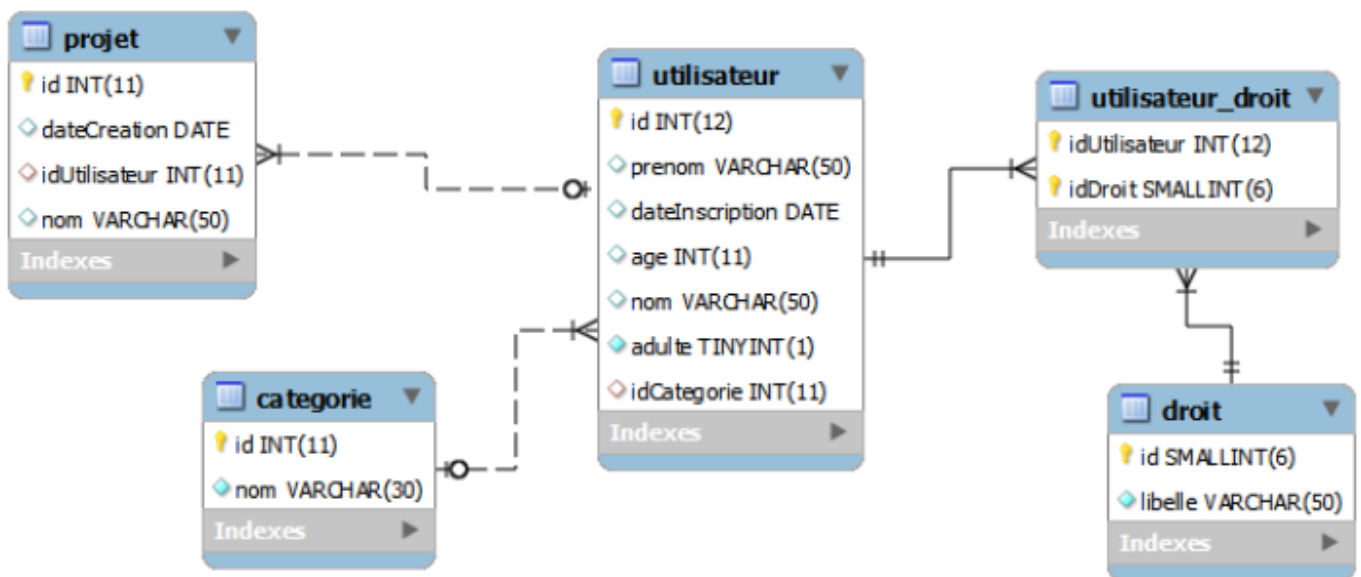 projet
id INT(11)
dateCreation DATE
idUtilisateur INT(11)
nom VARCHAR(50)
Indexes
utilisateur
id INT(12)
prenom VARCHAR(50)
dateInscription DATE
age INT(11)
nom VARCHAR(50)
adulte TINYINT(1)
idCategorie INT(11)
Indexes
utilisateur_droit
idUtilisateur INT(12)
idDroit SMALLINT(6)
Indexes
categorie
id INT(11)
nom VARCHAR(30)
Indexes
droit
id SMALLINT(6)
libelle VARCHAR(50)
Indexes